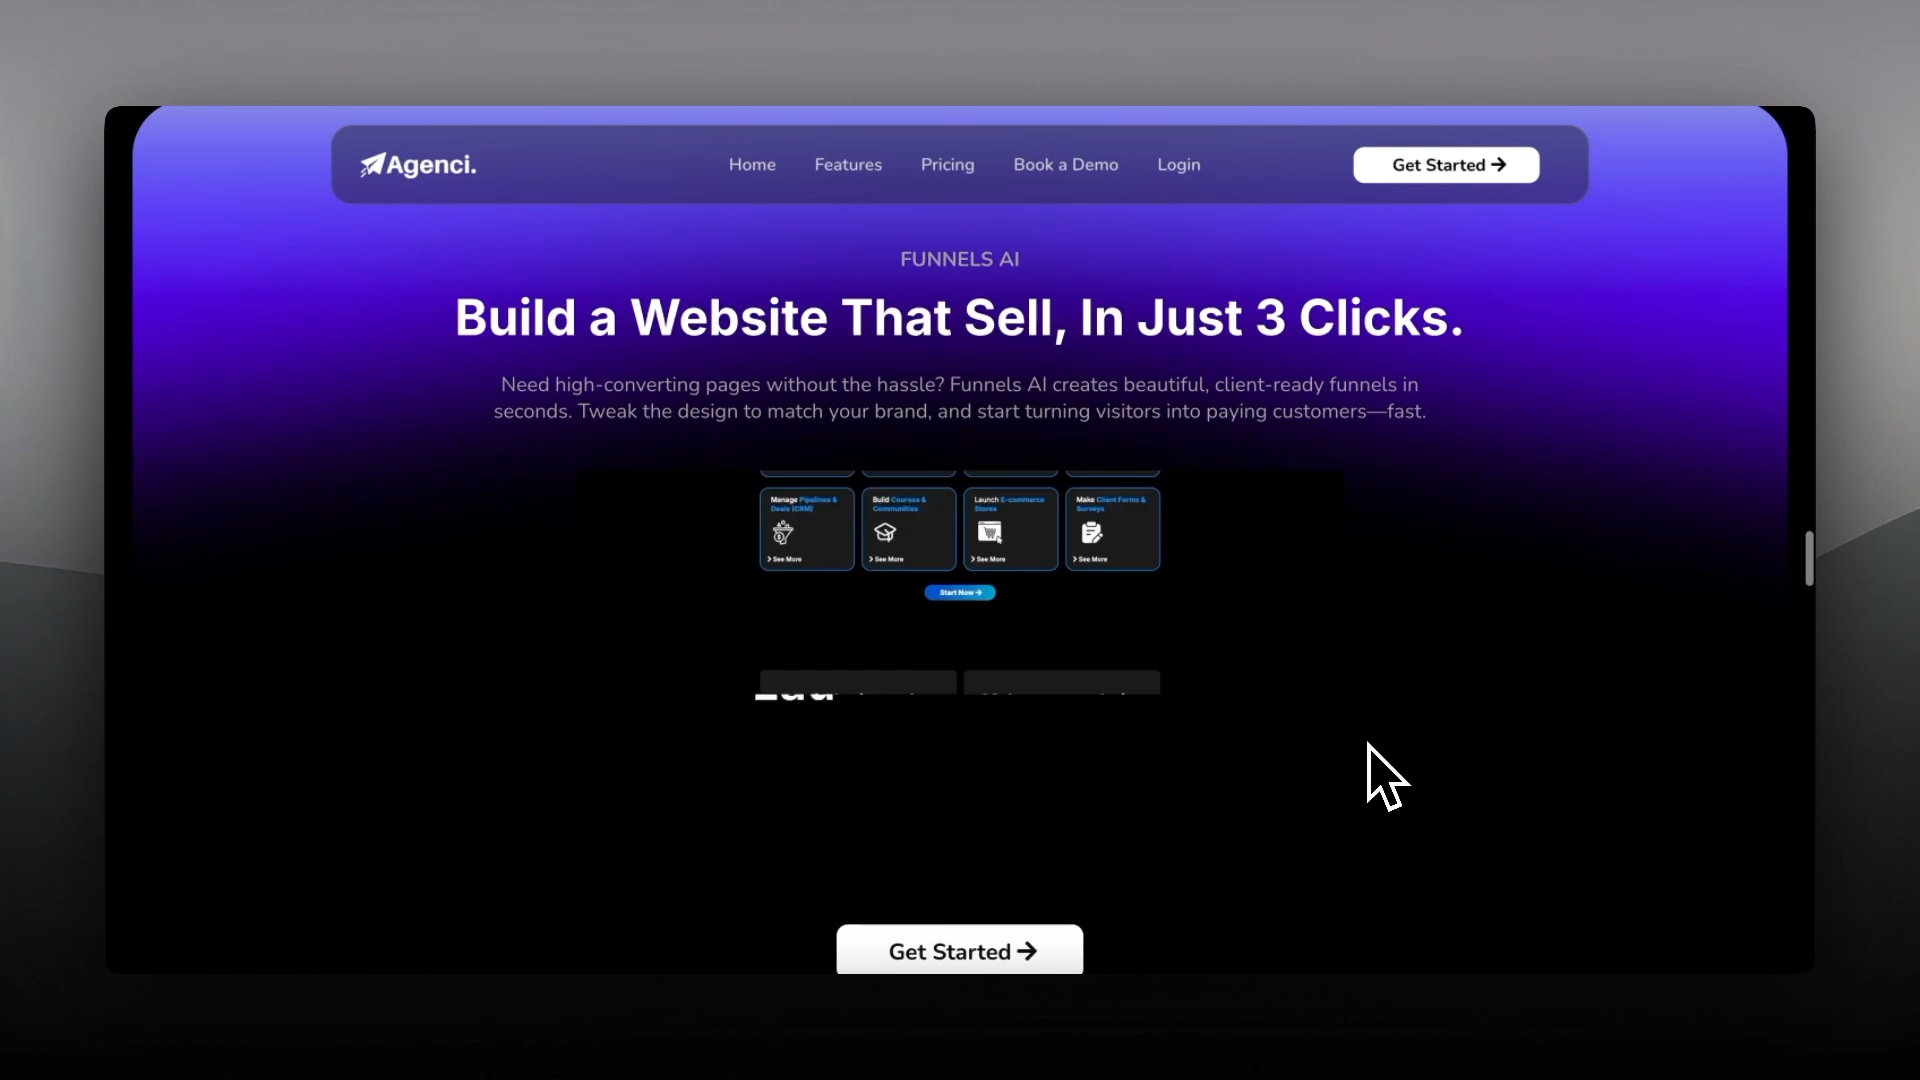 Agenci.
Home
Features
Pricing
Book a Demo
Login
Get Started
FUNNELS AI
Build a Website That Sell, In Just 3 Clicks.
Need high-converting pages without the hassle? Funnels AI creates beautiful, client-ready funnels in
seconds. Tweak the design to match your brand, and start turning visitors into paying customers—fast.
Manage Pipelines &
Deals (CRM)
See More
Build Courses &
Communities
See More
Launch E-commerce
Stores
See More
Make Client Forms &
Surveys
See More
Start Now
Get Started